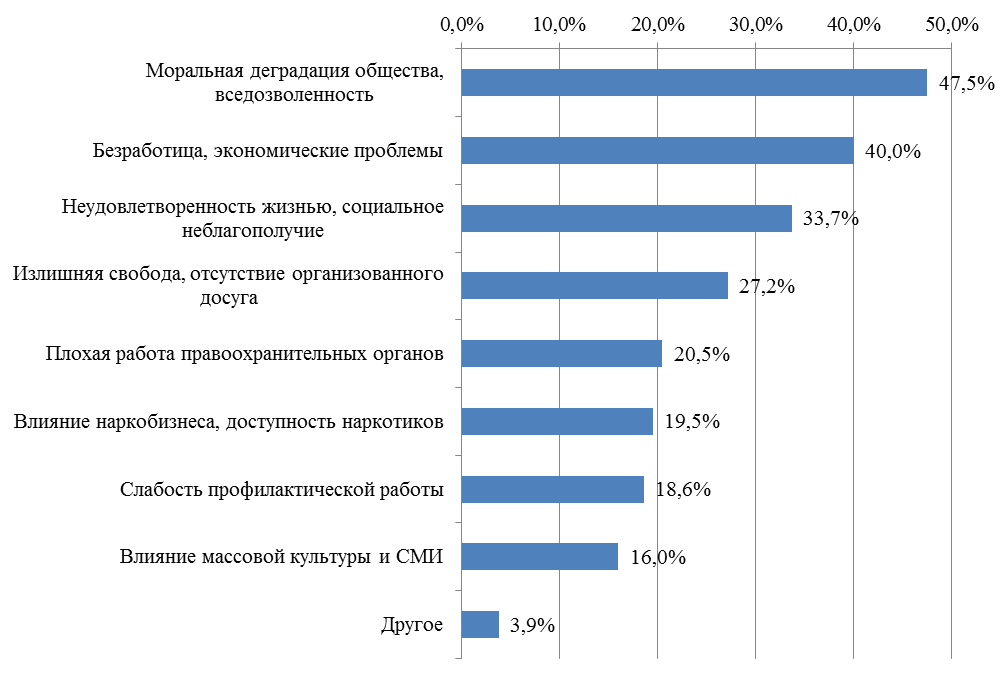 0,0% 10,0% 20,0% 30,0% 40,0% 50,0%
Моральная деградация общества,
вседозволенность
47,5%
Безработица, экономические проблемы
40,0%
Неудовлетворенность жизнью, социальное
неблагополучие
33,7%
Излишняя свобода, отсутствие организованного
досуга
27,2%
Плохая работа правоохранительных органов
20,5%
Влияние наркобизнеса, доступность наркотиков
19,5%
Слабость профилактической работы
18,6%
Влияние массовой культуры и СМИ
16,0%
Другое
3,9%